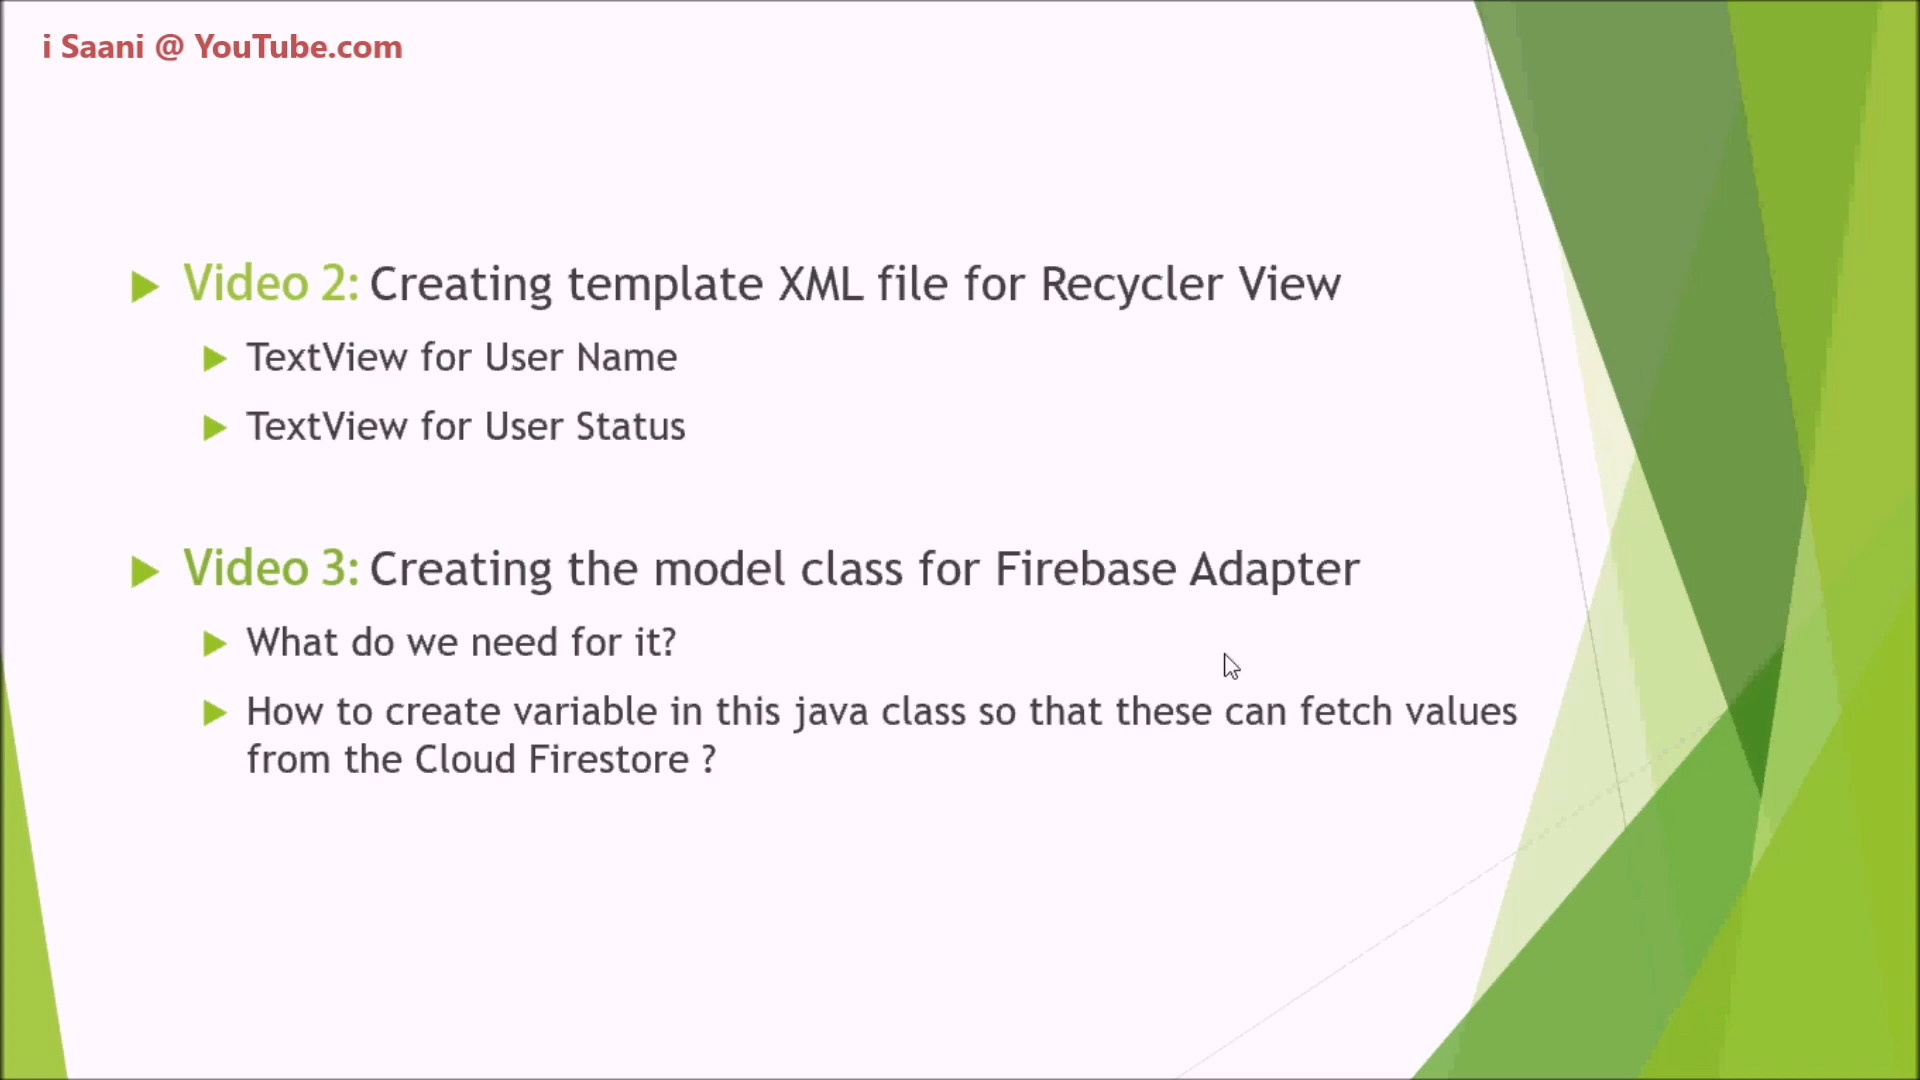 i Saani @ YouTube.com
Video 2: Creating template XML file for Recycler View
TextView for User Name
TextView for User Status
Video 3: Creating the model class for Firebase Adapter
What do we need for it?
How to create variable in this java class so that these can fetch values
from the Cloud Firestore ?